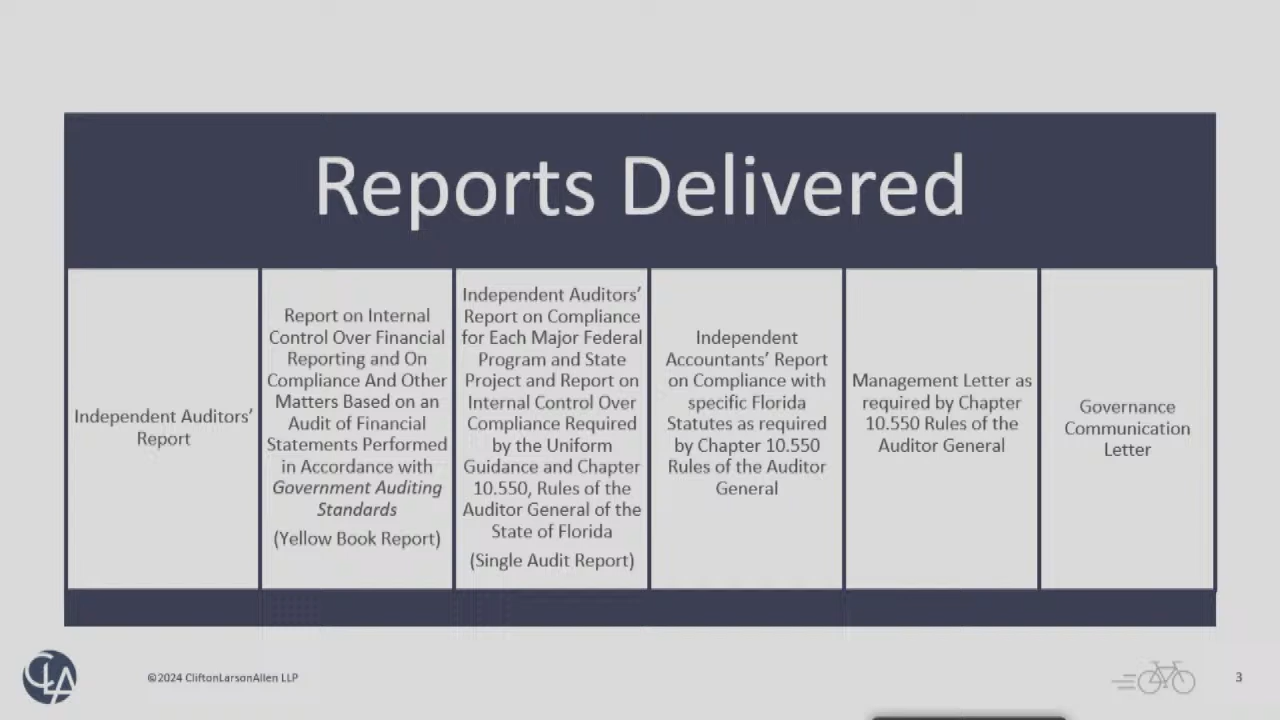 Reports Delivered
Independent Auditors’
Report
Report on Internal
Control Over Financial
Reporting and On
Compliance And Other
Matters Based on an
Audit of Financial
Statements Performed
in Accordance with
Government Auditing
Standards
(Yellow Book Report)
Independent Auditors’
Report on Compliance
for Each Major Federal
Program and State
Project and Report on
Internal Control Over
Compliance Required
by the Uniform
Guidance and Chapter
10.550, Rules of the
Auditor General of the
State of Florida
(Single Audit Report)
Independent
Accountants’ Report
on Compliance with
specific Florida
Statutes as required
by Chapter 10.550
Rules of the Auditor
General
Management Letter as
required by Chapter
10.550 Rules of the
Auditor General
Governance
Communication
Letter
CLA
©2024 CliftonLarsonAllen LLP
3